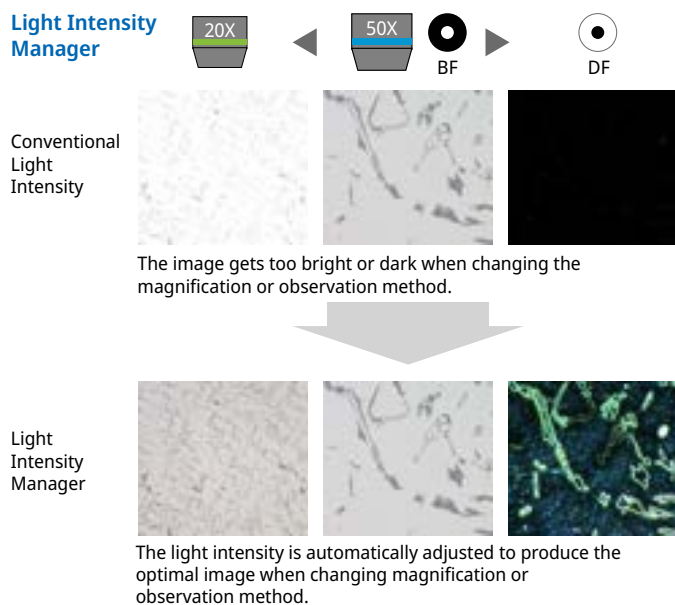 Light Intensity
Manager
20X
50X
BF
DF
Conventional
Light
Intensity
The image gets too bright or dark when changing the
magnification or observation method.
Light
Intensity
Manager
The light intensity is automatically adjusted to produce the
optimal image when changing magnification or
observation method.